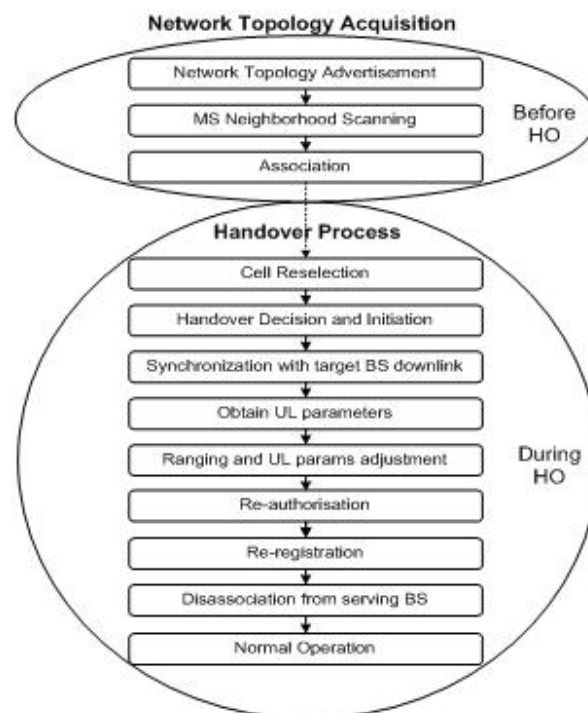 Network Topology Acquisition
Network Topology Advertisement
MS Neighborhood Scanning
Association
Before
HO
Handover Process
Cell Reselection
Handover Decision and Initiation
Synchronization with target BS downlink
Obtain UL parameters
Ranging and UL params adjustment
Re-authorisation
Re-registration
Disassociation from serving BS
Normal Operation
During
HO